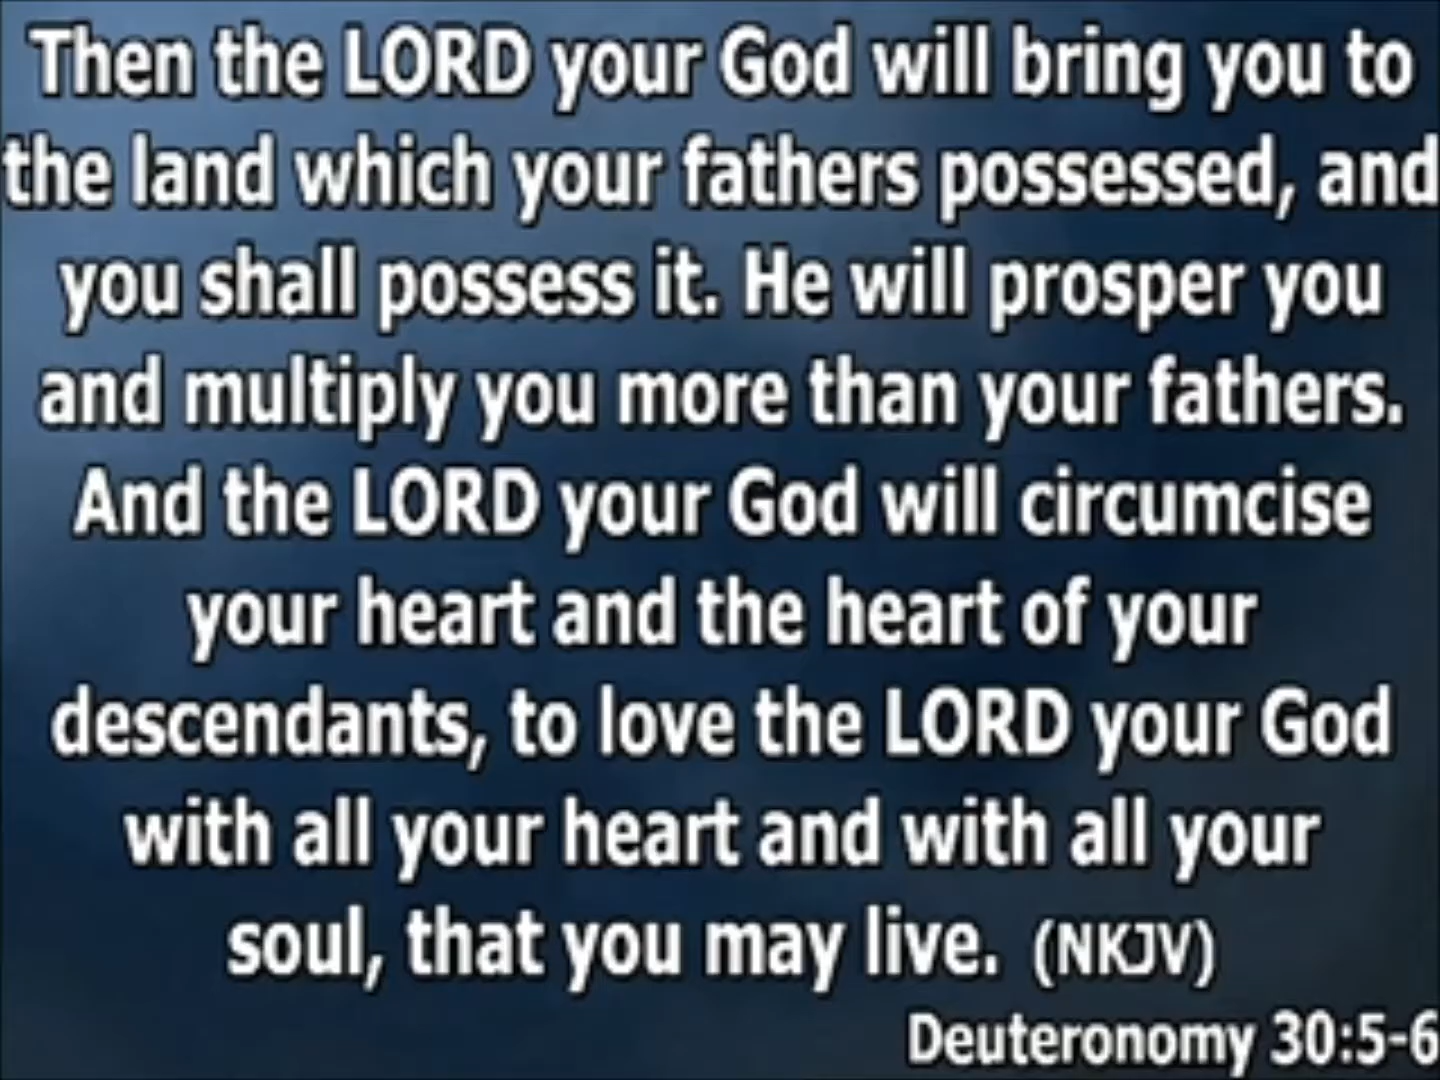 Then the LORD your God will bring you to
the land which your fathers possessed, and
you shall possess it. He will prosper you
and multiply you more than your fathers.
And the LORD your God will circumcise
your heart and the heart of your
descendants, to love the LORD your God
with all your heart and with all your
soul, that you may live. (NKJV)
Deuteronomy 30:5-6